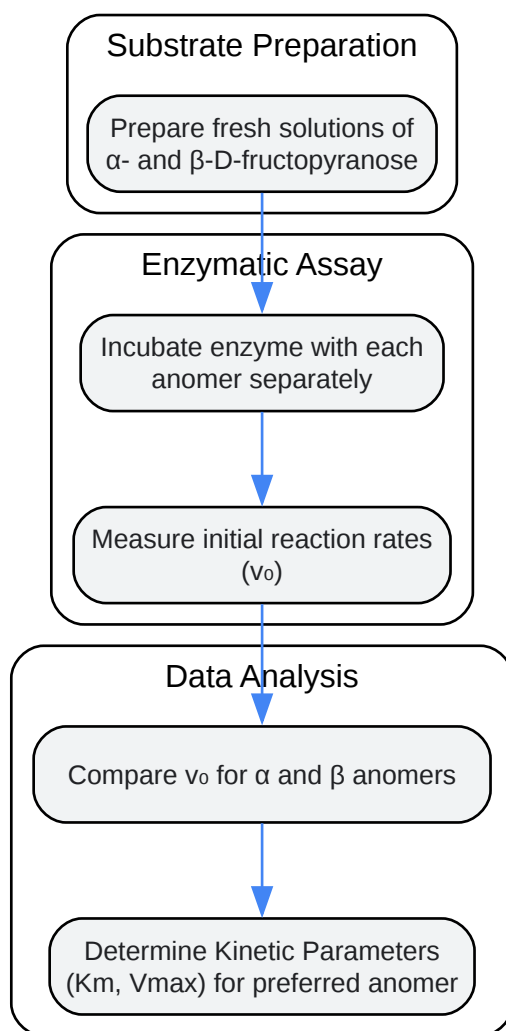 Substrate Preparation
Prepare fresh solutions of
α- and β-D-fructopyranose
Enzymatic Assay
Incubate enzyme with each
anomer separately
Measure initial reaction rates
(v₀)
Data Analysis
Compare v₀ for α and β anomers
Determine Kinetic Parameters
(Km, Vmax) for preferred anomer